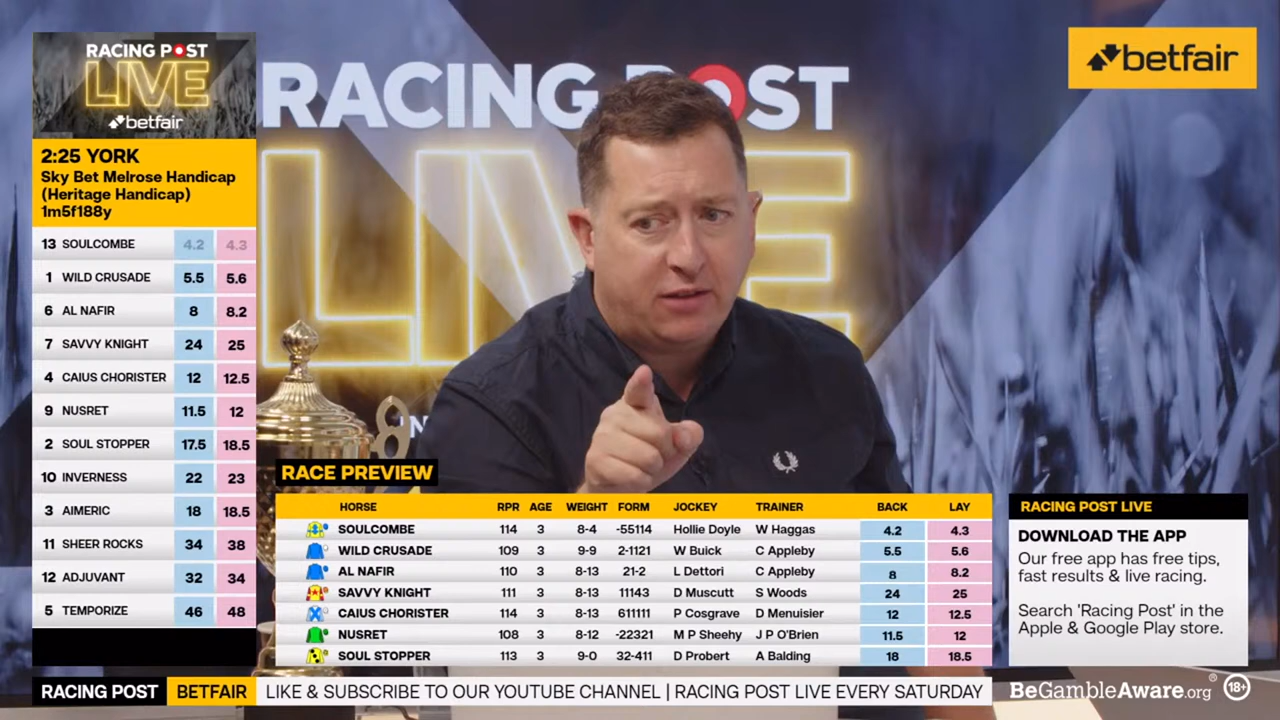 RACING POST
LIVE
betfair
2:25 YORK
Sky Bet Melrose Handicap
(Heritage Handicap)
1m5f188y
13 SOULCOMBE 4.2 4.3
1 WILD CRUSADE 5.5 5.6
6 AL NAFIR 8 8.2
7 SAVVY KNIGHT 24 25
4 CAIUS CHORISTER 12 12.5
9 NUSRET 11.5 12
2 SOUL STOPPER 17.5 18.5
10 INVERNESS 22 23
3 AIMERIC 18 18.5
11 SHEER ROCKS 34 38
12 ADJUVANT 32 34
5 TEMPORIZE 46 48
RACING POST
LIVE
betfair
RACE PREVIEW
HORSE RPR AGE WEIGHT FORM JOCKEY TRAINER BACK LAY
SOULCOMBE 114 3 8-4 -55114 Hollie Doyle W Haggas 4.2 4.3
WILD CRUSADE 109 3 9-9 2-1121 W Buick C Appleby 5.5 5.6
AL NAFIR 110 3 8-13 21-2 L Dettori C Appleby 8 8.2
SAVVY KNIGHT 111 3 8-13 11143 D Muscutt S Woods 24 25
CAIUS CHORISTER 114 3 8-13 611111 P Cosgrave D Menuisier 12 12.5
NUSRET 108 3 8-12 -22321 M P Sheehy J P O'Brien 11.5 12
SOUL STOPPER 113 3 9-0 32-411 D Probert A Balding 18 18.5
RACING POST LIVE
DOWNLOAD THE APP
Our free app has free tips,
fast results & live racing.
Search 'Racing Post' in the
Apple & Google Play store.
RACING POST BETFAIR LIKE & SUBSCRIBE TO OUR YOUTUBE CHANNEL | RACING POST LIVE EVERY SATURDAY
BeGambleAware.org® 18+